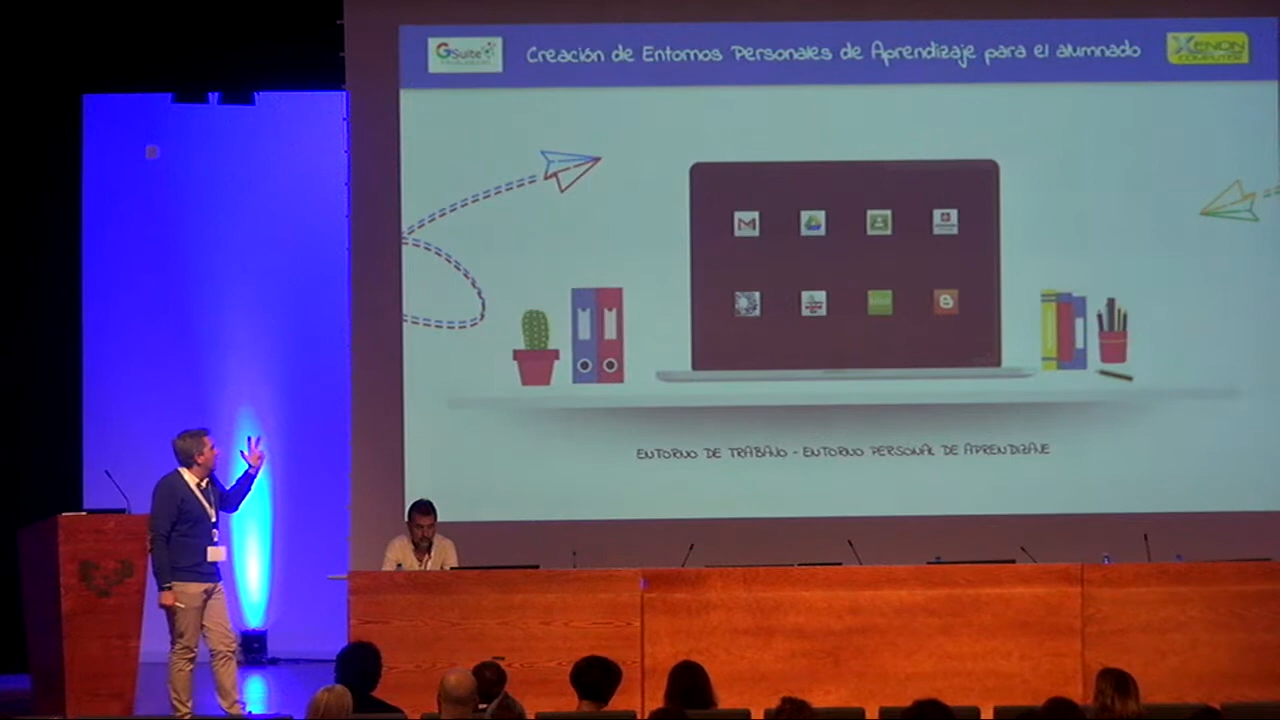 GSuite
Creación de Entornos Personales de Aprendizaje para el alumnado
XENON
COMPUTER
ENTORNO DE TRABAJO - ENTORNO PERSONAL DE APRENDIZAJE